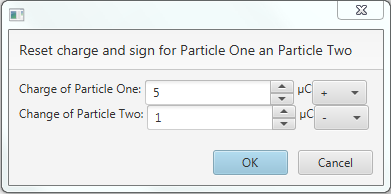 Reset charge and sign for Particle One an Particle Two
Charge of Particle One: 5 µC +
Change of Particle Two: 1 µC -
OK Cancel